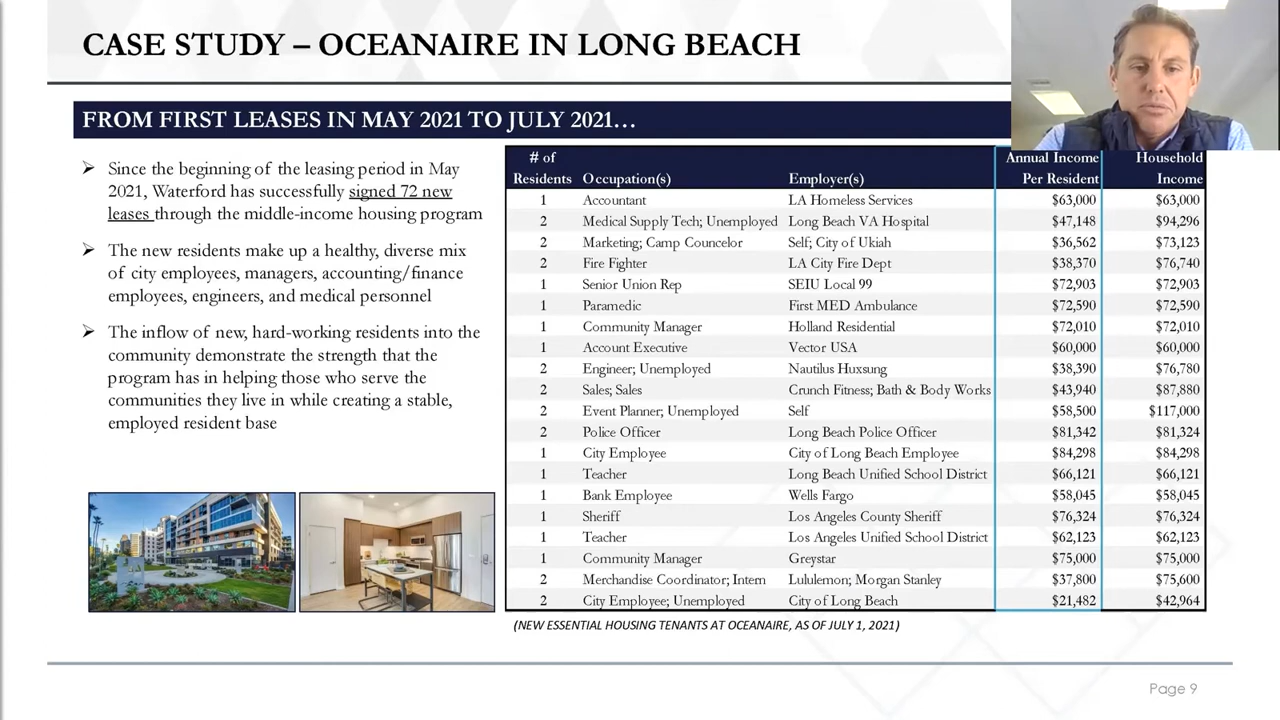 CASE STUDY – OCEANAIRE IN LONG BEACH
FROM FIRST LEASES IN MAY 2021 TO JULY 2021…
Since the beginning of the leasing period in May
2021, Waterford has successfully signed 72 new
leases through the middle-income housing program
The new residents make up a healthy, diverse mix
of city employees, managers, accounting/finance
employees, engineers, and medical personnel
The inflow of new, hard-working residents into the
community demonstrate the strength that the
program has in helping those who serve the
communities they live in while creating a stable,
employed resident base
# of Annual Income Household
Residents Occupation(s) Employer(s) Per Resident Income
1 Accountant LA Homeless Services $63,000 $63,000
2 Medical Supply Tech; Unemployed Long Beach VA Hospital $47,148 $94,296
2 Marketing; Camp Councelor Self; City of Ukiah $36,562 $73,123
2 Fire Fighter LA City Fire Dept $38,370 $76,740
1 Senior Union Rep SEIU Local 99 $72,903 $72,903
1 Paramedic First MED Ambulance $72,590 $72,590
1 Community Manager Holland Residential $72,010 $72,010
1 Account Executive Vector USA $60,000 $60,000
2 Engineer; Unemployed Nautilus Huxsung $38,390 $76,780
2 Sales; Sales Crunch Fitness; Bath & Body Works $43,940 $87,880
2 Event Planner; Unemployed Self $58,500 $117,000
2 Police Officer Long Beach Police Officer $81,342 $81,324
1 City Employee City of Long Beach Employee $84,298 $84,298
1 Teacher Long Beach Unified School District $66,121 $66,121
1 Bank Employee Wells Fargo $58,045 $58,045
1 Sheriff Los Angeles County Sheriff $76,324 $76,324
1 Teacher Los Angeles Unified School District $62,123 $62,123
1 Community Manager Greystar $75,000 $75,000
2 Merchandise Coordinator; Intern Lululemon; Morgan Stanley $37,800 $75,600
2 City Employee; Unemployed City of Long Beach $21,482 $42,964
(NEW ESSENTIAL HOUSING TENANTS AT OCEANAIRE, AS OF JULY 1, 2021)
Page 9